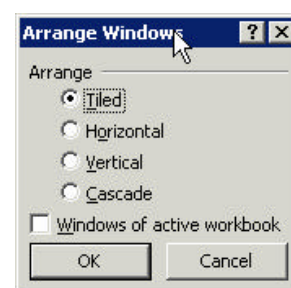 Arrange Windows
Arrange
Tiled
Horizontal
Vertical
Cascade
Windows of active workbook
OK Cancel